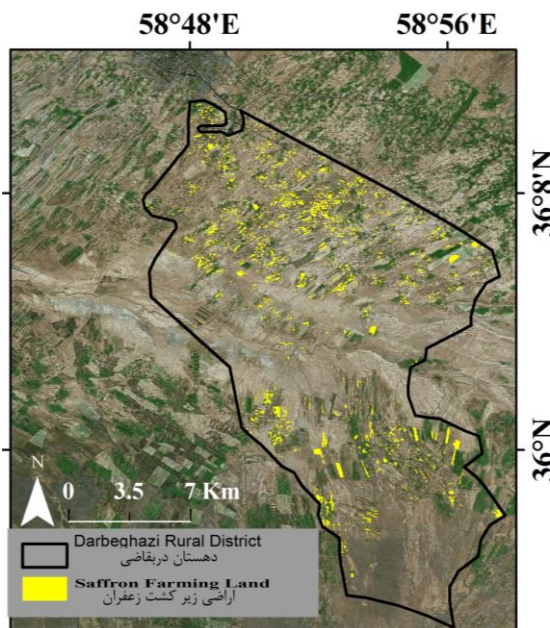 58°48'E 58°56'E
36°8'N
36°N
N
0 3.5 7 Km
Darbeghazi Rural District
دهستان دربقاضی
Saffron Farming Land
اراضی زیر کشت زعفران